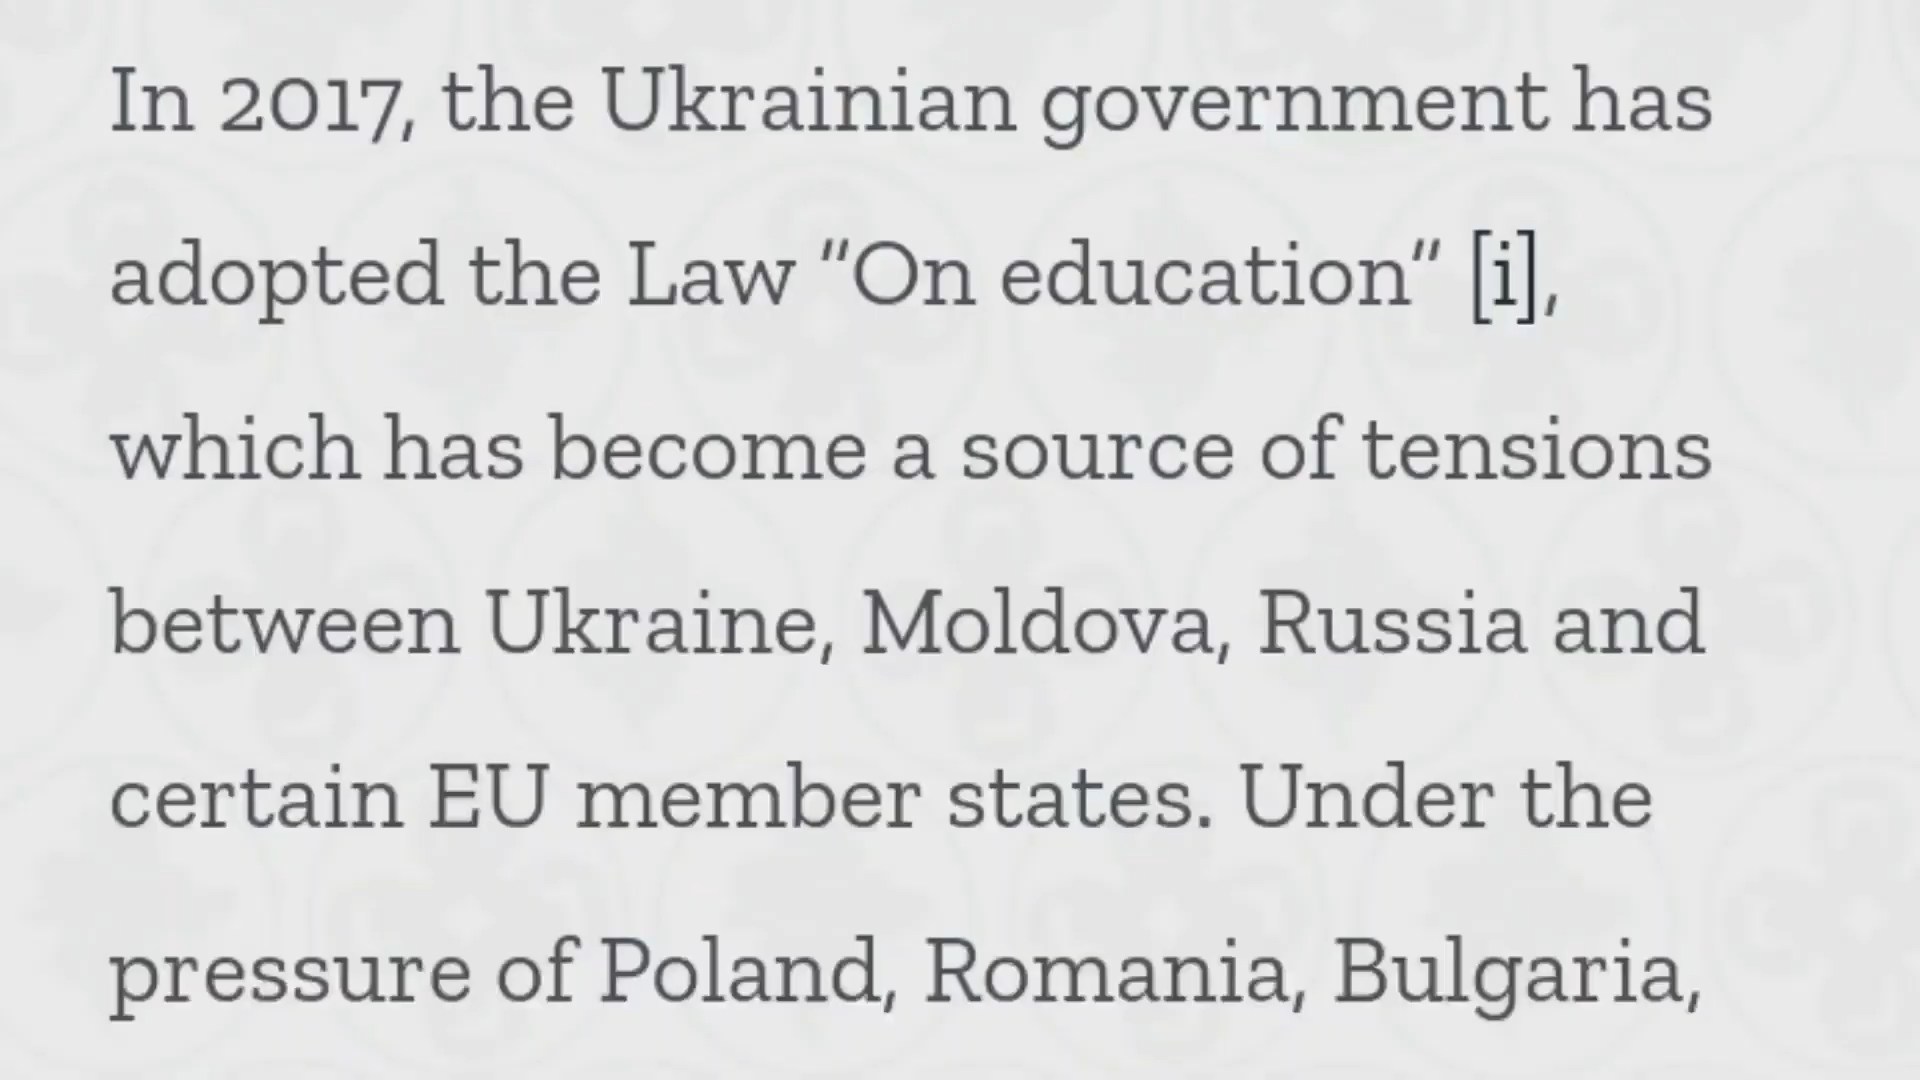 In 2017, the Ukrainian government has
adopted the Law “On education“ [i],
which has become a source of tensions
between Ukraine, Moldova, Russia and
certain EU member states. Under the
pressure of Poland, Romania, Bulgaria,